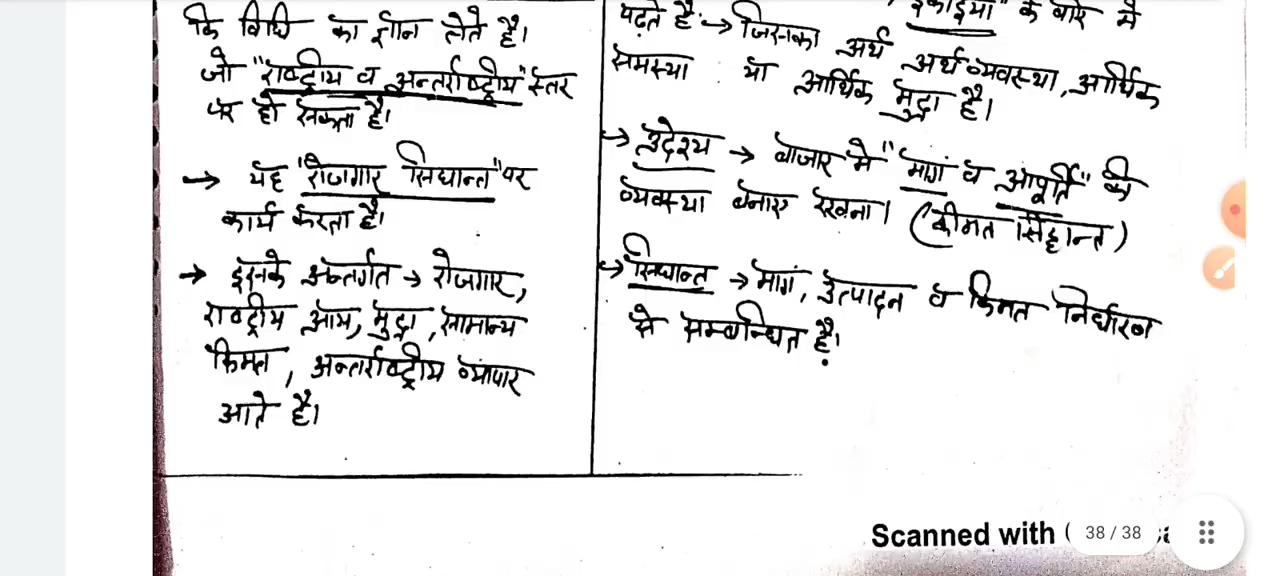 कि विधि का ज्ञान लेते है।
जो "राष्ट्रीय व अन्तर्राष्ट्रीय" स्तर
पर हो सकता है।
→ यह "रोजगार सिधान्त" पर
कार्य करता है।
→ इसके अन्तर्गत → रोजगार,
राष्ट्रीय आय, मुद्रा, सामान्य
किमत, अन्तर्राष्ट्रीय व्यापार
आते है।
इकाइयों" के बारे में
पढ़ते है → जिसका अर्थ अर्थव्यवस्था, आर्थिक
समस्या या आर्थिक मुद्रा है।
→ उदेश्य → बाजार मे "मागं व आपूर्ति" की
व्यवस्था बनाए रखना। (कीमत सिद्दान्त)
→ सिधान्त → मागं, उत्पादन व किमत निर्धारण
से सम्बन्धित है।
Scanned with
38 / 38